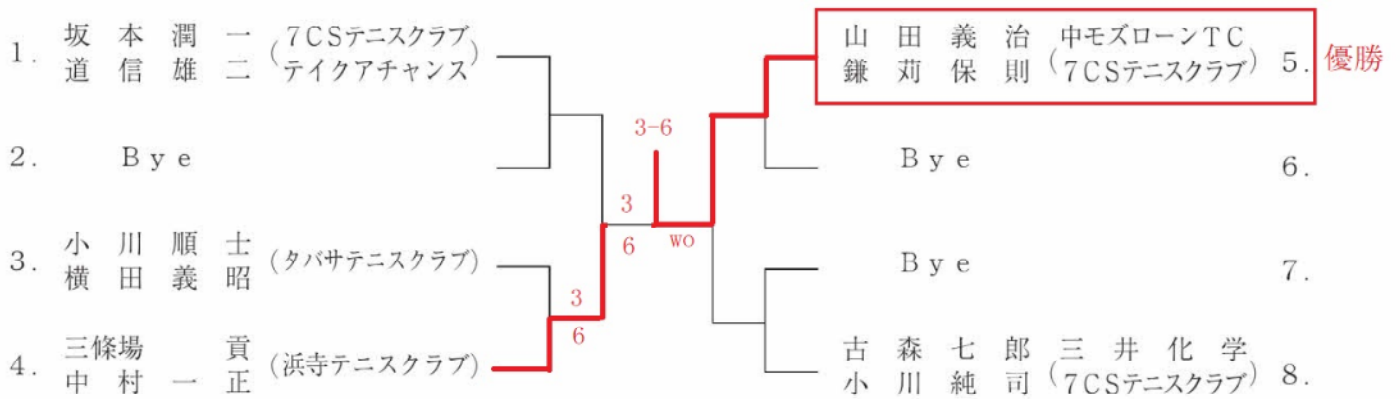 1. 坂本潤一 (7CSテニスクラブ
道信雄二 テイクアチャンス)
2. Bye
3. 小川順士 (タバサテニスクラブ)
横田義昭
4. 三條場 貢 (浜寺テニスクラブ)
中村一正
3
6
3
6
3-6
wo
山田義治 (中モズローンTC 5. 優勝
鎌苅保則 7CSテニスクラブ)
Bye 6.
Bye 7.
古森七郎 (三井化学 8.
小川純司 7CSテニスクラブ)